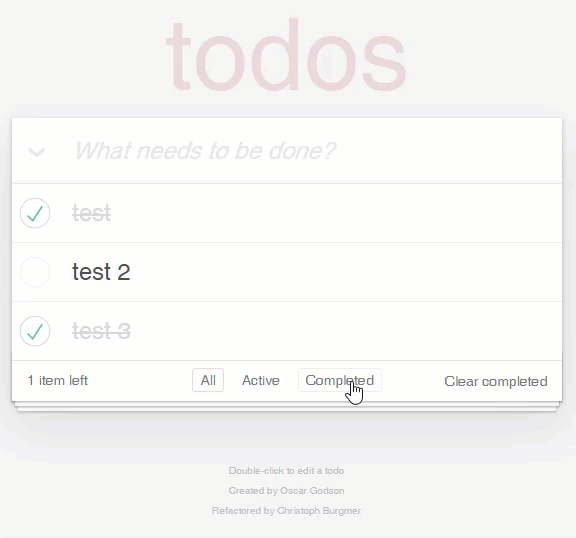 todos
What needs to be done?
test
test 2
test 3
1 item left All Active Completed Clear completed
Double-click to edit a todo
Created by Oscar Godson
Refactored by Christoph Burgmer